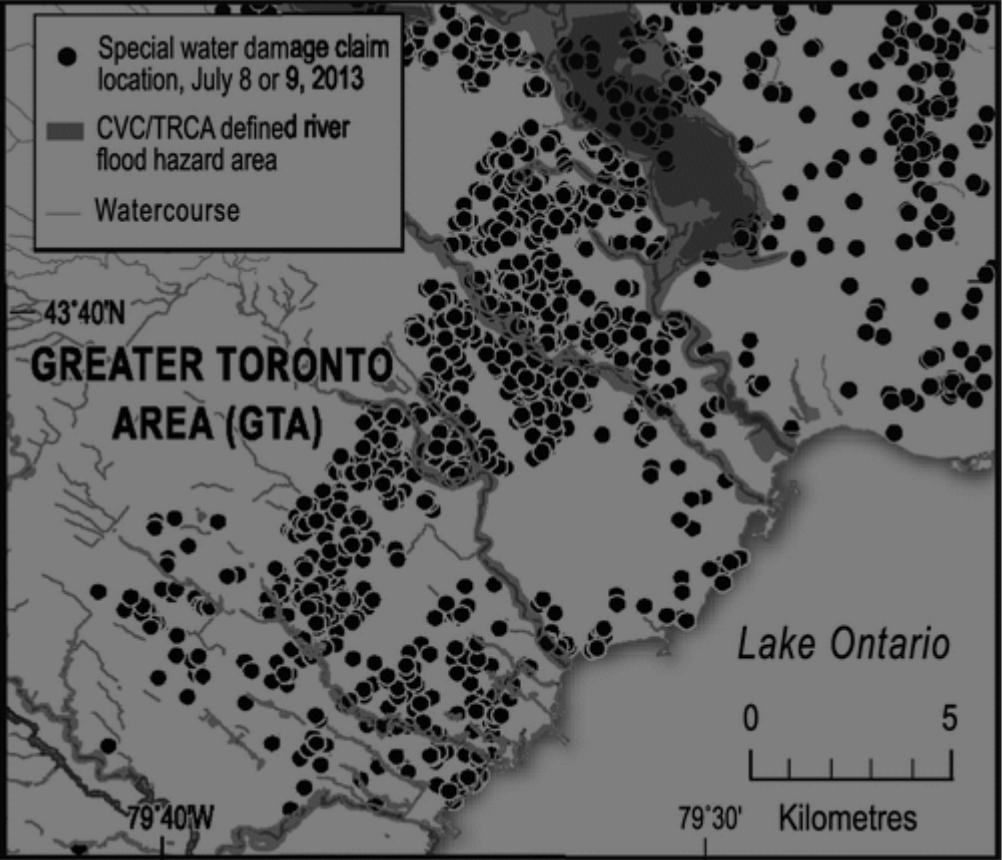 Special water damage claim
location, July 8 or 9, 2013
CVC/TRCA defined river
flood hazard area
Watercourse
43°40'N
GREATER TORONTO
AREA (GTA)
Lake Ontario
0 5
Kilometres
79°40'W
79°30'